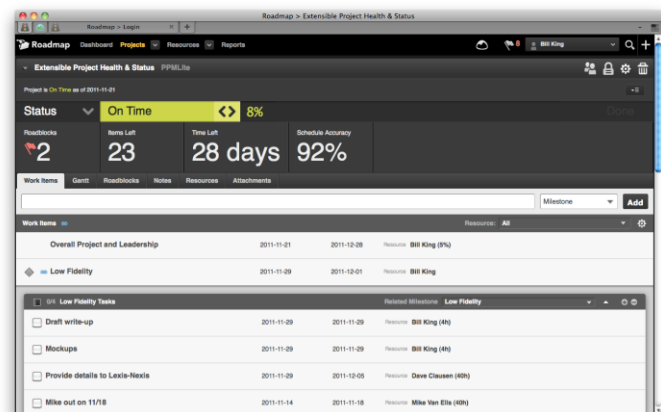 Roadmap > Extensible Project Health & Status
Roadmap > Login
Roadmap Dashboard Projects Resources Reports 8 Bill King
Extensible Project Health & Status PPMLite
Project is On Time as of 2011-11-21
Status On Time 8% Done
Roadblocks Items Left Time Left Schedule Accuracy
2 23 28 days 92%
Work Items Gantt Roadblocks Notes Resources Attachments
Milestone Add
Work Items Resource: All
Overall Project and Leadership 2011-11-21 2011-12-28 Resource Bill King (5%)
Low Fidelity 2011-11-29 2011-12-01 Resource Bill King
0/4 Low Fidelity Tasks Related Milestone Low Fidelity
Draft write-up 2011-11-29 2011-11-29 Resource Bill King (4h)
Mockups 2011-11-29 2011-11-29 Resource Bill King (4h)
Provide details to Lexis-Nexis 2011-11-29 2011-12-05 Resource Dave Clausen (40h)
Mike out on 11/18 2011-11-14 2011-11-18 Resource Mike Van Ells (40h)